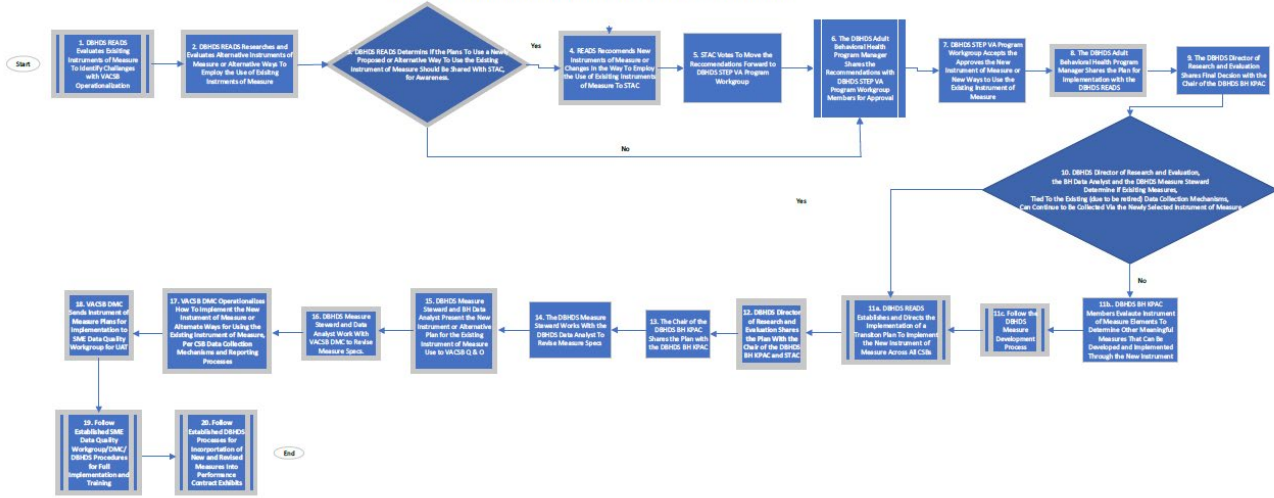 Start
1. DBHDS READS
Evaluates Exisiting
Instruments of Measure
To Identify Challenges
with VACSB
Operationalization
2. DBHDS READS Researches and
Evaluates Alternative Instruments of
Measure or Alternative Ways To
Employ the Use of Existing
Instrments of Measure
DBHDS READS Determins If the Plans To Use a New
Proposed or Alternative Way To Use the Existing
Instrument of Measure Should Be Shared With STAC,
for Awareness.
Yes
No
4. READS Recomends New
Instruments of Measure or
Changes in the Way To Employ
the Use of Existing Instruments
of Measure To STAC
5. STAC Votes To Move the
Reccomendations Forward to
DBHDS STEP VA Program
Workgroup
6. The DBHDS Adult
Behavioral Health
Program Manager
Shares the
Recommendations with
DBHDS STEP VA
Program Workgroup
Members for Approval
7. DBHDS STEP VA Program
Workgroup Accepts the
Approves the New
Instrument of Measure or
New Ways to Use the
Existing Instrument of
Measure
8. The DBHDS Adult
Behavioral Health Program
Manager Shares the Plan for
Implementation with the
DBHDS READS
9. The DBHDS Director of
Research and Evaluation
Shares Final Decsion with the
Chair of the DBHDS BH KPAC
10. DBHDS Director of Research and Evaluation,
the BH Data Analyst and the DBHDS Measure Steward
Determine If Exisiting Measures,
Tied To the Existing (due to be retired) Data Collection Mechanisms,
Can Continue to Be Collected Via the Newly Selected Instrument of Measure
Yes
No
11b.. DBHDS BH KPAC
Members Evaluate Instrument
of Measure Elements To
Determine Other Meaningful
Measures That Can Be
Developed and Implemented
Through the New Instrument
11c. Follow the
DBHDS
Measure
Development
Process
11a. DBHDS READS
Establishes and Directs the
Implementation of a
Transiton Plan To Implement
the New Instrument of
Measure Across All CSBs
12. DBHDS Director
of Research and
Evaluation Shares
the Plan With the
Chair of the DBHDS
BH KPAC and STAC
13. The Chair of the
DBHDS BH KPAC
Shares the Plan with
the DBHDS BH KPAC
14. The DBHDS Measure
Steward Works With the
DBHDS Data Analyst To
Revise Measure Specs
15. DBHDS Measure
Steward and BH Data
Analyst Present the New
Instrument or Alternative
Plan for the Existing
Instrument of Measure
Use to VACSB Q & O
16. DBHDS Measure
Steward and Data
Analyst Work With
VACSB DMC to Revise
Measure Specs.
17. VACSB DMC Operationalizes
How To Implement the New
Instument of Measure or
Alternate Ways for Using the
Existing Instrument of Measure,
Per CSB Data Collection
Mechanisms and Reporting
Processes
18. VACSB DMC
Sends Instrument of
Measure Plans for
Implementation to
SME Data Quality
Workgroup for UAT
19. Follow
Established SME
Data Quality
Workgroup/DMC/
DBHDS Procedures
for Full
Implementation and
Training
20. Follow
Established DBHDS
Processes for
Incorportation of
New and Revised
Measures into
Performance
Contract Exhibits
End